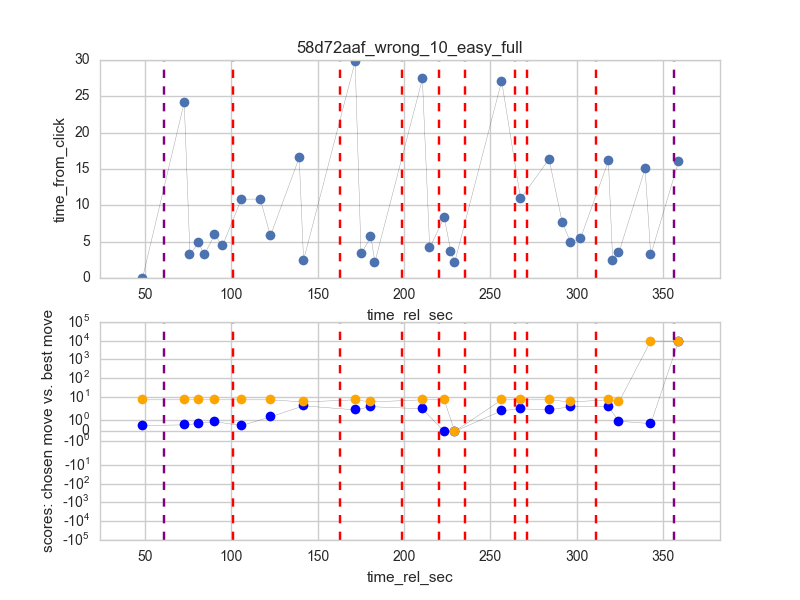 58d72aaf_wrong_10_easy_full
time_from_click
30
25
20
15
10
5
0
50 100 150 200 250 300 350
time_rel_sec
scores: chosen move vs. best move
10^5
10^4
10^3
10^2
10^1
10^0
0
-10^0
-10^1
-10^2
-10^3
-10^4
-10^5
50 100 150 200 250 300 350
time_rel_sec